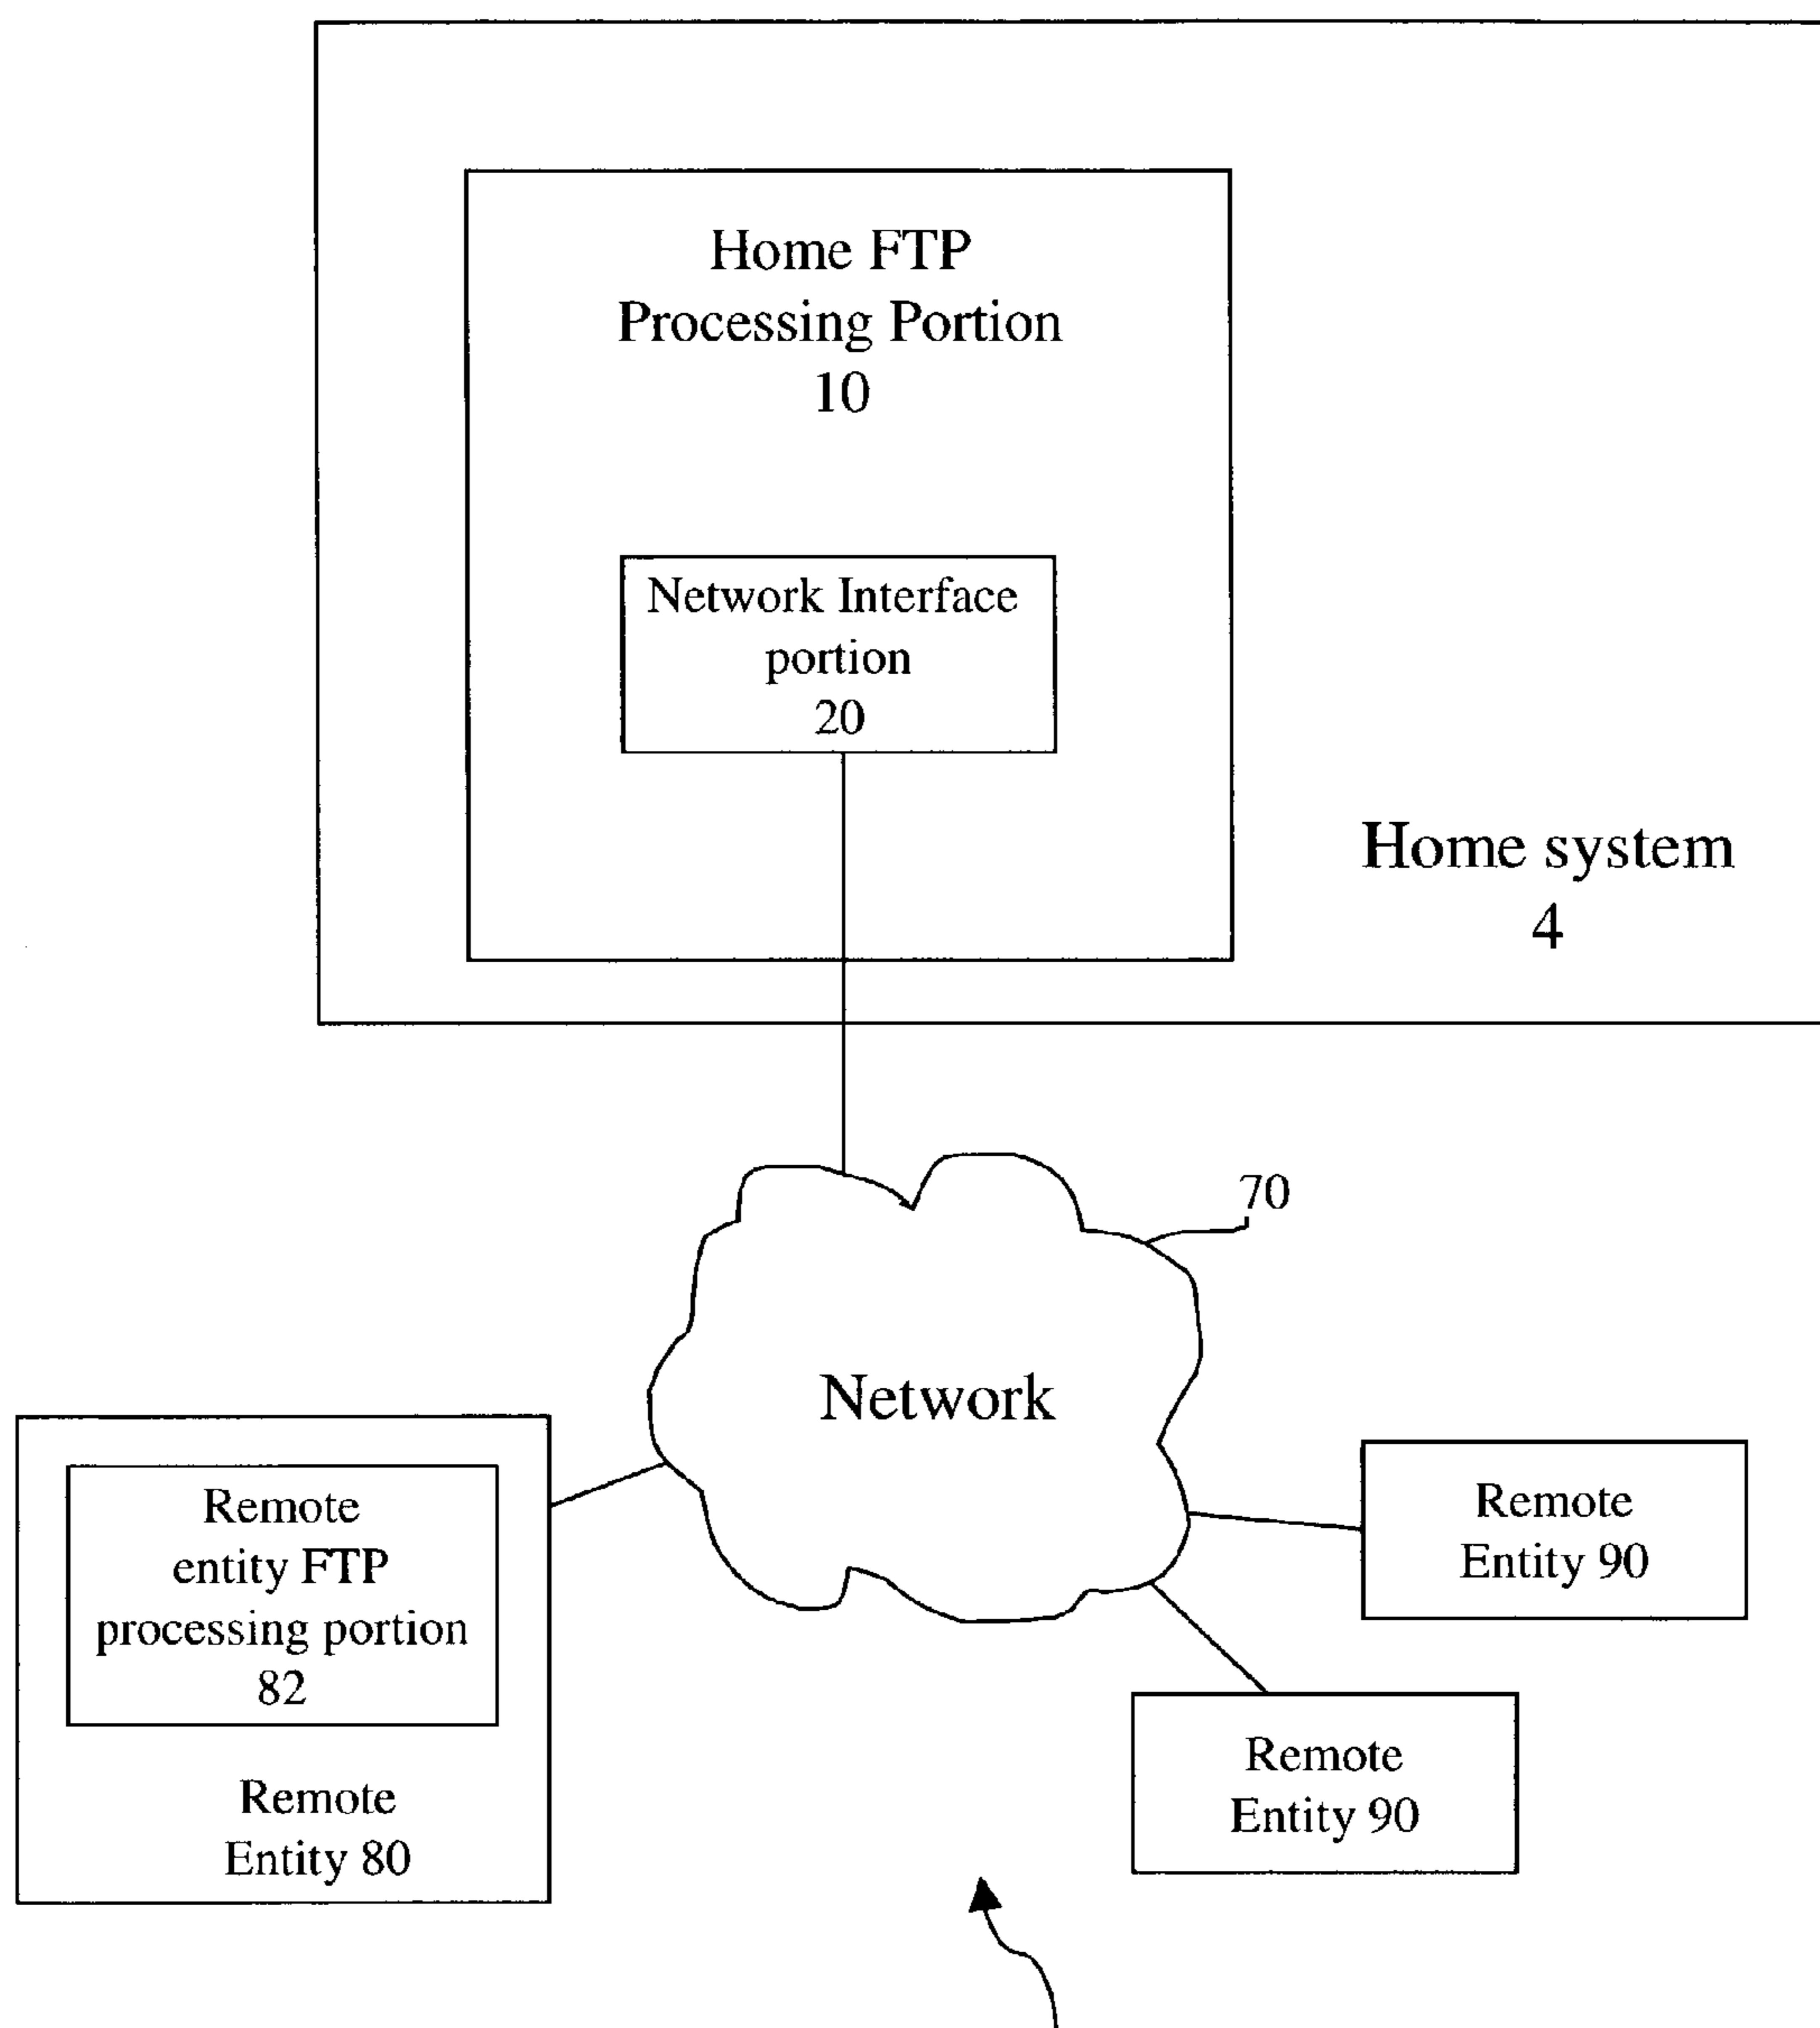 Home FTP
Processing Portion
10
Network Interface
portion
20
Home system
4
70
Network
Remote
entity FTP
processing portion
82
Remote
Entity 80
Remote
Entity 90
Remote
Entity 90